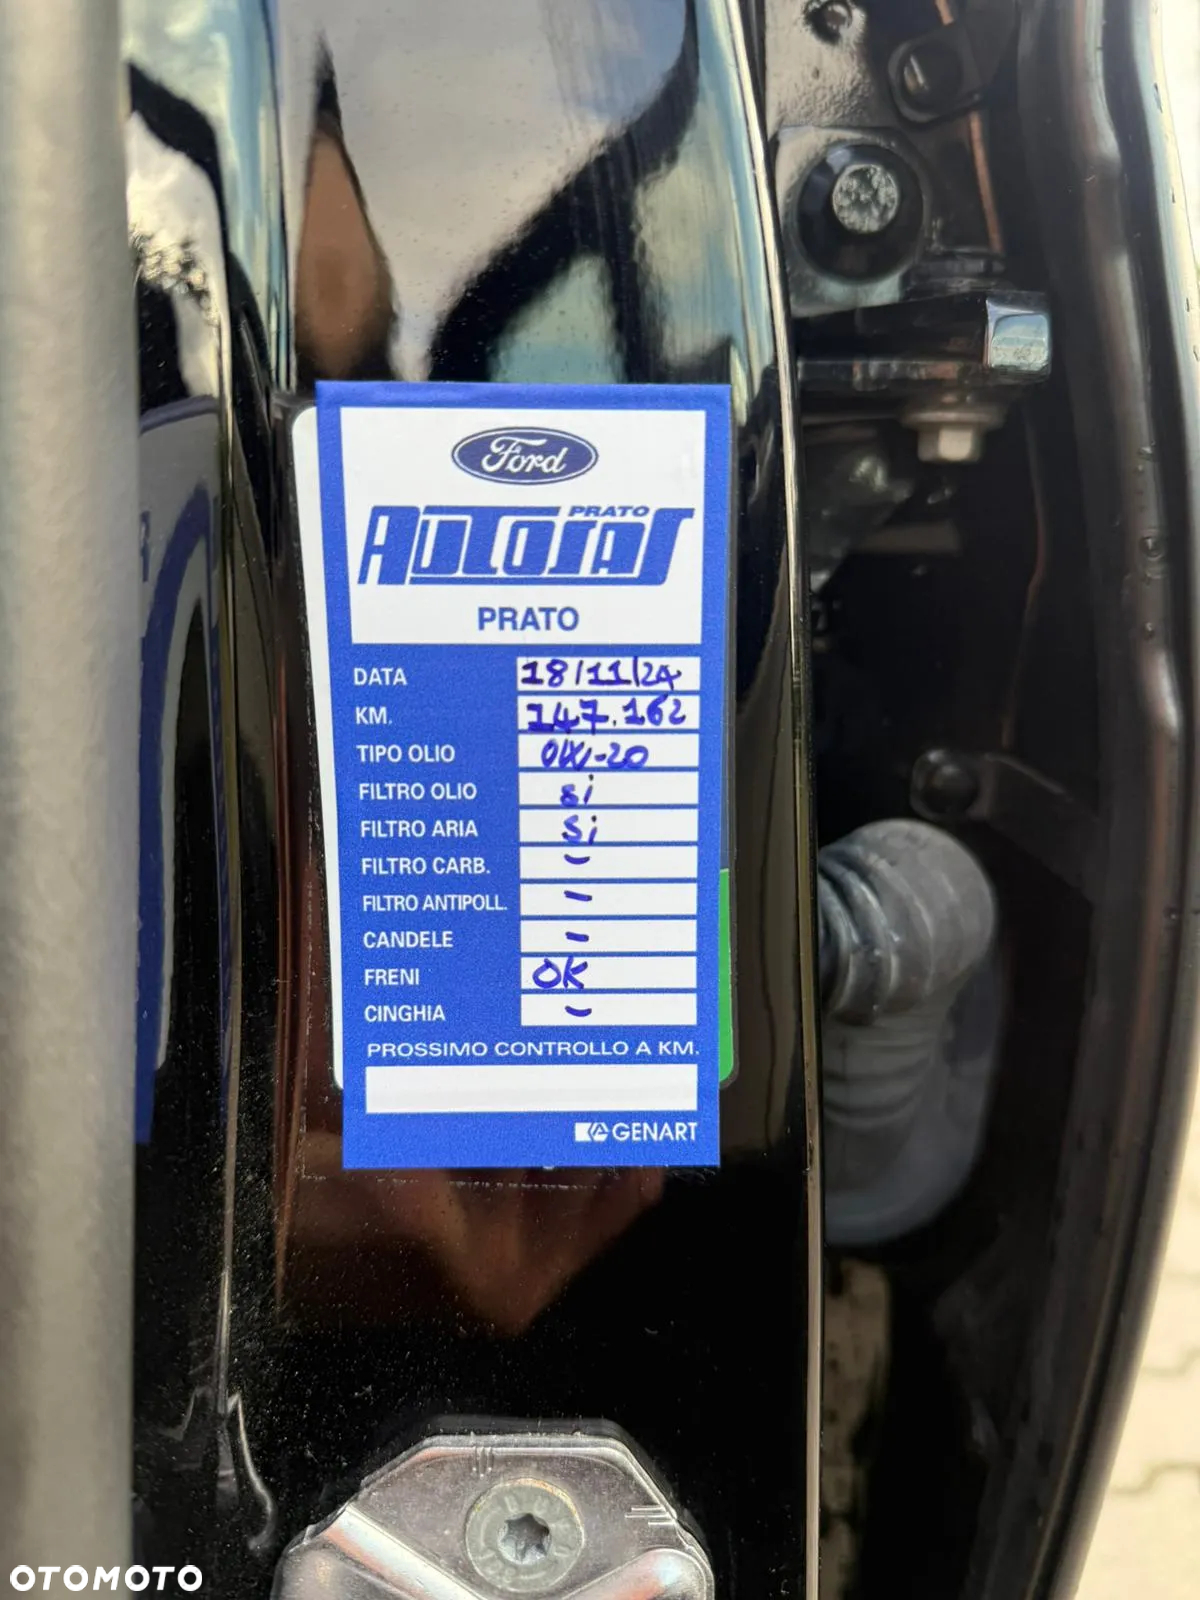 Ford
PRATO
AUTOSAS
PRATO
DATA 18/11/24
KM. 147.162
TIPO OLIO 0W-20
FILTRO OLIO si
FILTRO ARIA si
FILTRO CARB. -
FILTRO ANTIPOLL. -
CANDELE -
FRENI OK
CINGHIA -
PROSSIMO CONTROLLO A KM.
GENART
OTOMOTO